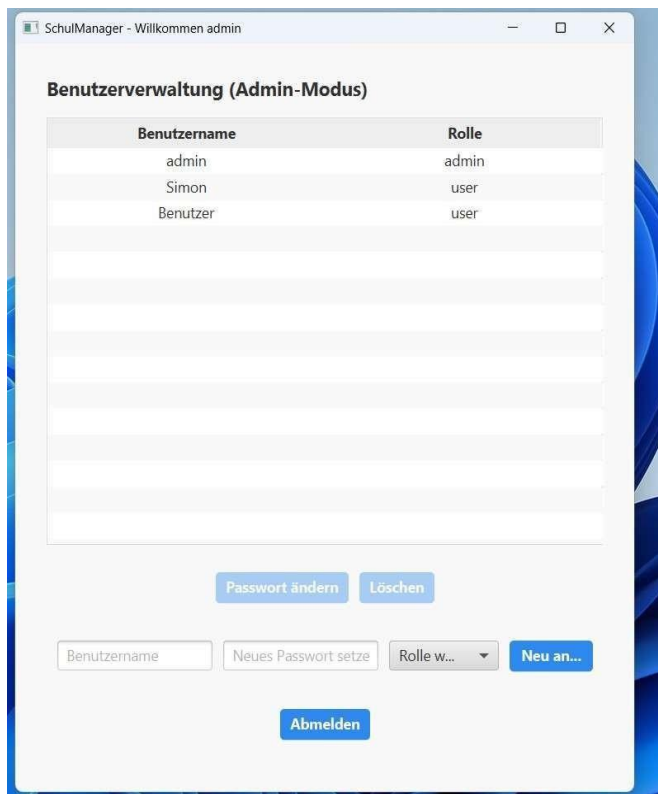 SchulManager - Willkommen admin
Benutzerverwaltung (Admin-Modus)
Benutzername Rolle
admin admin
Simon user
Benutzer user
Passwort ändern Löschen
Benutzername Neues Passwort setze Rolle w... Neu an...
Abmelden